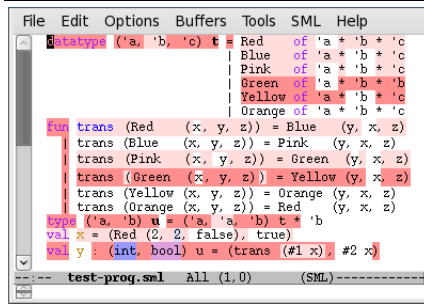 File Edit Options Buffers Tools SML Help
datatype ('a, 'b, 'c) t = Red of 'a * 'b * 'c
| Blue of 'a * 'b * 'c
| Pink of 'a * 'b * 'c
| Green of 'a * 'b * 'b
| Yellow of 'a * 'b * 'c
| Orange of 'a * 'b * 'c
fun trans (Red (x, y, z)) = Blue (y, x, z)
| trans (Blue (x, y, z)) = Pink (y, x, z)
| trans (Pink (x, y, z)) = Green (y, x, z)
| trans (Green (x, y, z)) = Yellow (y, x, z)
| trans (Yellow (x, y, z)) = Orange (y, x, z)
| trans (Orange (x, y, z)) = Red (y, x, z)
type ('a, 'b) u = ('a, 'a, 'b) t * 'b
val x = (Red (2, 2, false), true)
val y : (int, bool) u = (trans (#1 x), #2 x)
--:-- test-prog.sml All (1,0) (SML)------------